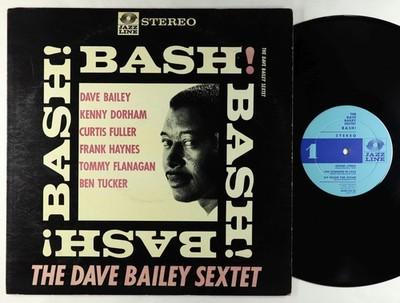 JAZZ LINE
STEREO
BASH!
BASH!
BASH!
BASH!
THE DAVE BAILEY SEXTET
DAVE BAILEY
KENNY DORHAM
CURTIS FULLER
FRANK HAYNES
TOMMY FLANAGAN
BEN TUCKER
THE DAVE BAILEY SEXTET
THE
DAVE
BAILEY
SEXTET
BASH!
STEREO
1
JAZZ
LINE